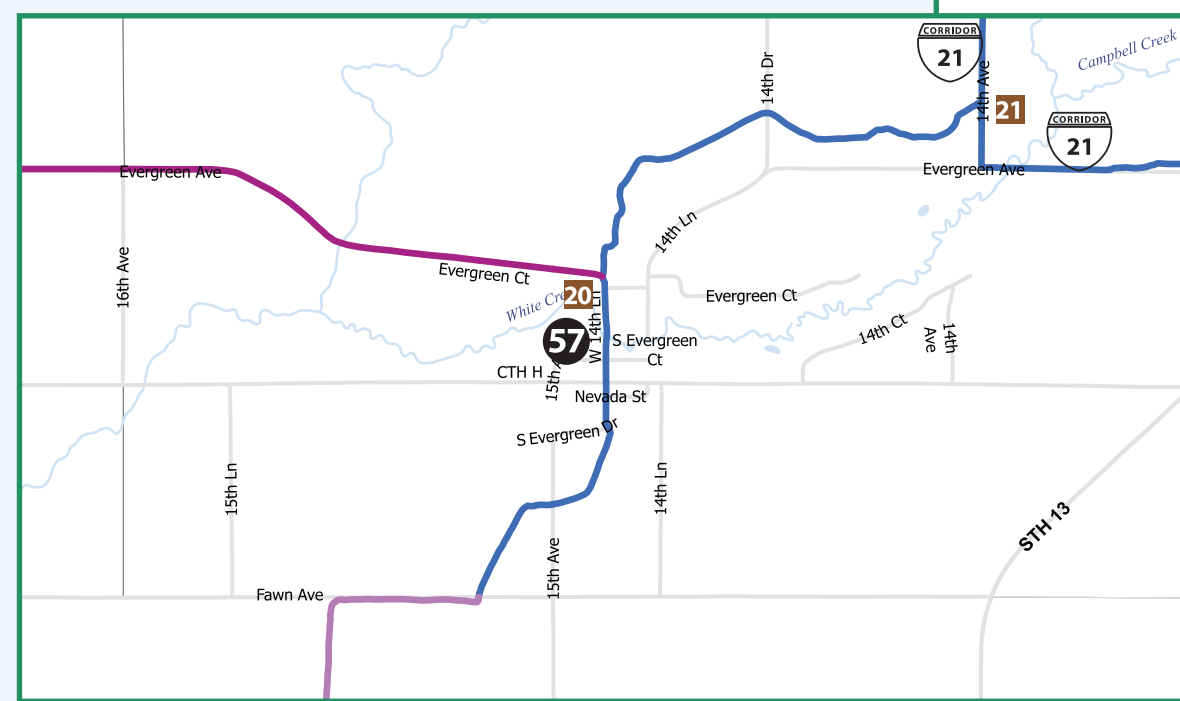 CORRIDOR
21
14th Dr
14th Ave
Campbell Creek
21
CORRIDOR
21
Evergreen Ave
Evergreen Ave
14th Ln
16th Ave
Evergreen Ct
White Cre
20
Evergreen Ct
W 14th Ln
57
S Evergreen
Ct
14th Ct
14th
Ave
CTH H
15th A
Nevada St
S Evergreen Dr
15th Ln
14th Ln
STH 13
15th Ave
Fawn Ave